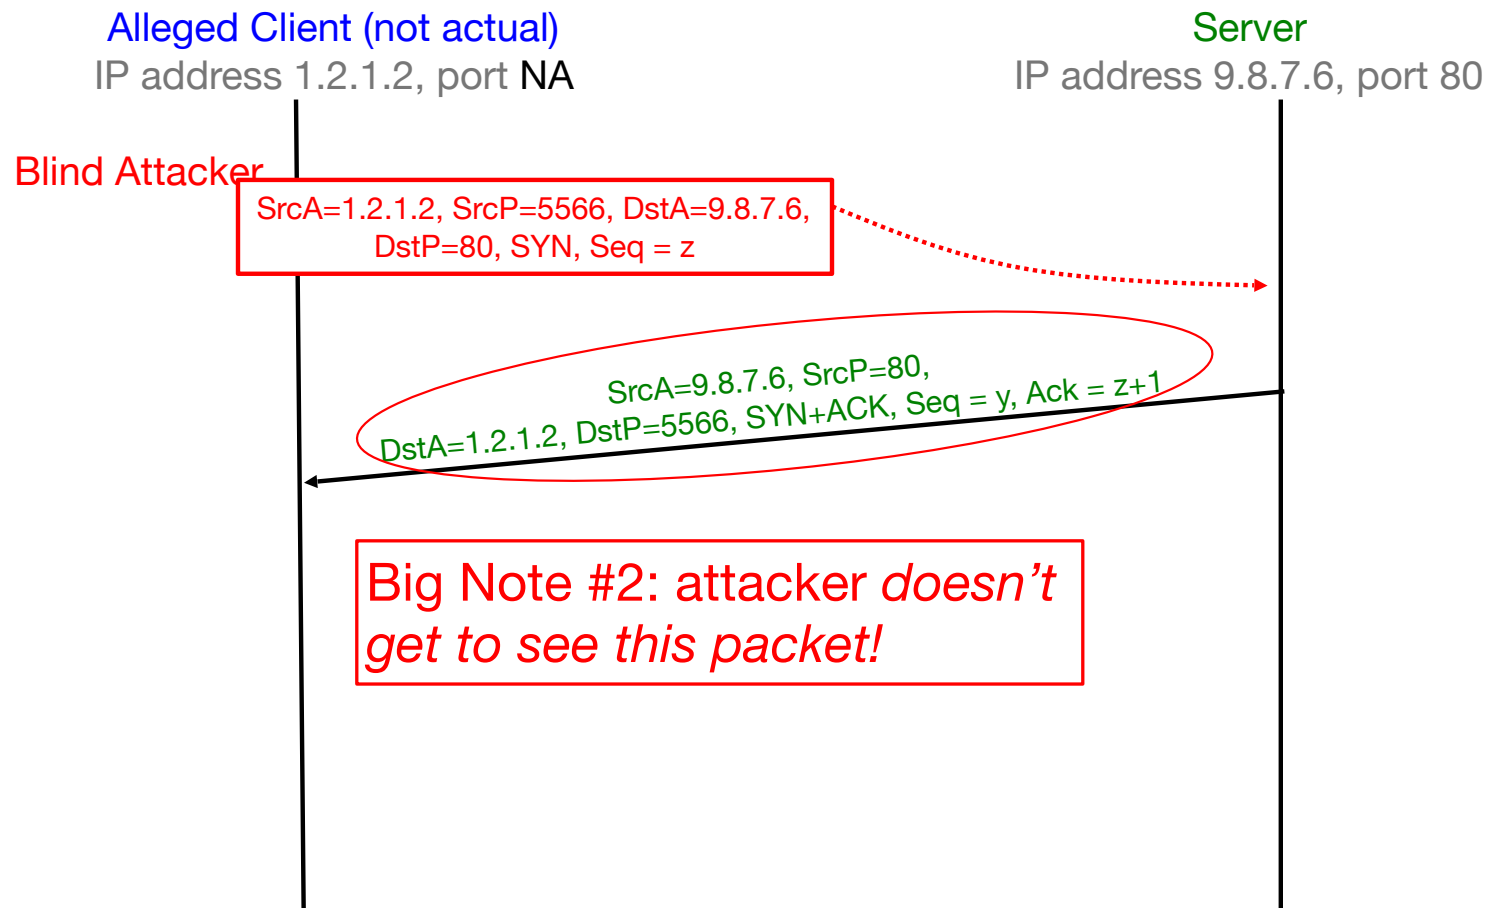 Alleged Client (not actual)
IP address 1.2.1.2, port NA
Server
IP address 9.8.7.6, port 80
Blind Attacker
SrcA=1.2.1.2, SrcP=5566, DstA=9.8.7.6,
DstP=80, SYN, Seq = z
SrcA=9.8.7.6, SrcP=80,
DstA=1.2.1.2, DstP=5566, SYN+ACK, Seq = y, Ack = z+1
Big Note #2: attacker doesn’t
get to see this packet!